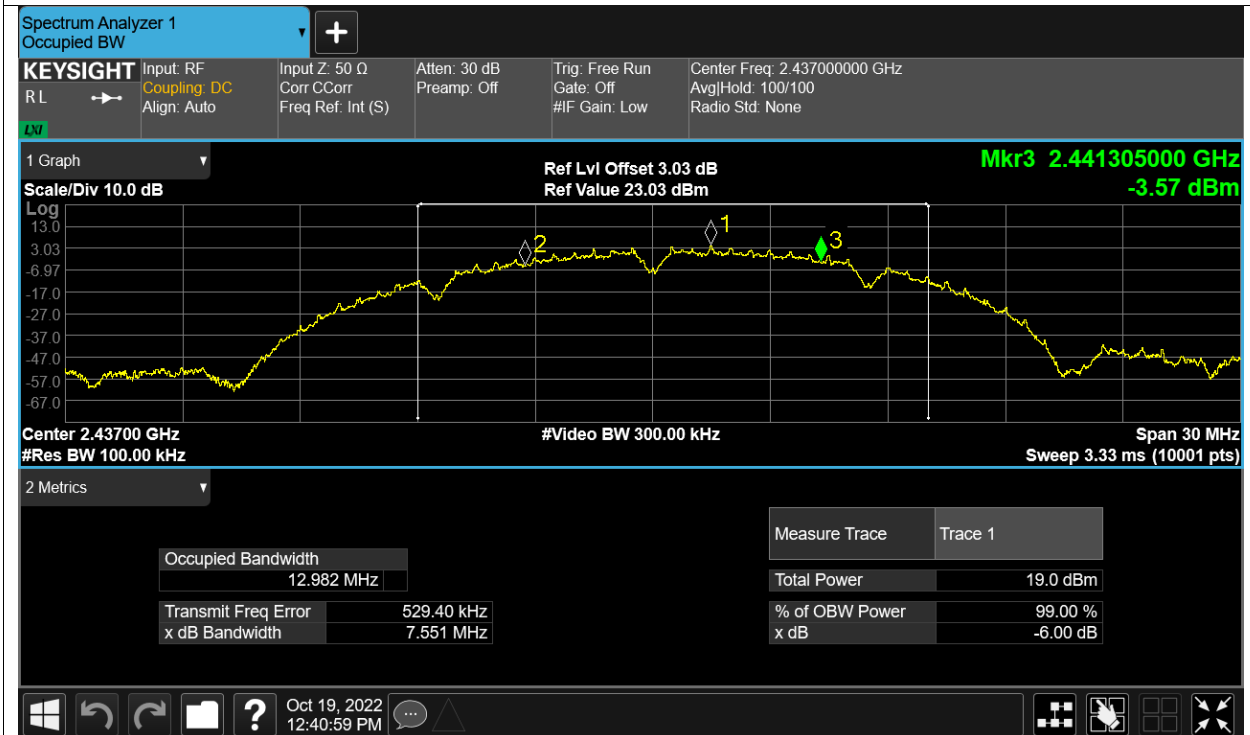 Spectrum Analyzer 1
Occupied BW
▼
+
KEYSIGHT
R L
LXI
Input: RF
Coupling: DC
Align: Auto
Input Z: 50 Ω
Corr CCorr
Freq Ref: Int (S)
Atten: 30 dB
Preamp: Off
Trig: Free Run
Gate: Off
#IF Gain: Low
Center Freq: 2.437000000 GHz
Avg|Hold: 100/100
Radio Std: None
1 Graph ▼
Scale/Div 10.0 dB
Ref Lvl Offset 3.03 dB
Ref Value 23.03 dBm
Mkr3 2.441305000 GHz
-3.57 dBm
Log
13.0
3.03
-6.97
-17.0
-27.0
-37.0
-47.0
-57.0
-67.0
2
1
3
Center 2.43700 GHz
#Res BW 100.00 kHz
#Video BW 300.00 kHz
Span 30 MHz
Sweep 3.33 ms (10001 pts)
2 Metrics ▼
Occupied Bandwidth
12.982 MHz
Transmit Freq Error 529.40 kHz
x dB Bandwidth 7.551 MHz
Measure Trace Trace 1
Total Power 19.0 dBm
% of OBW Power 99.00 %
x dB -6.00 dB
?
Oct 19, 2022
12:40:59 PM
...